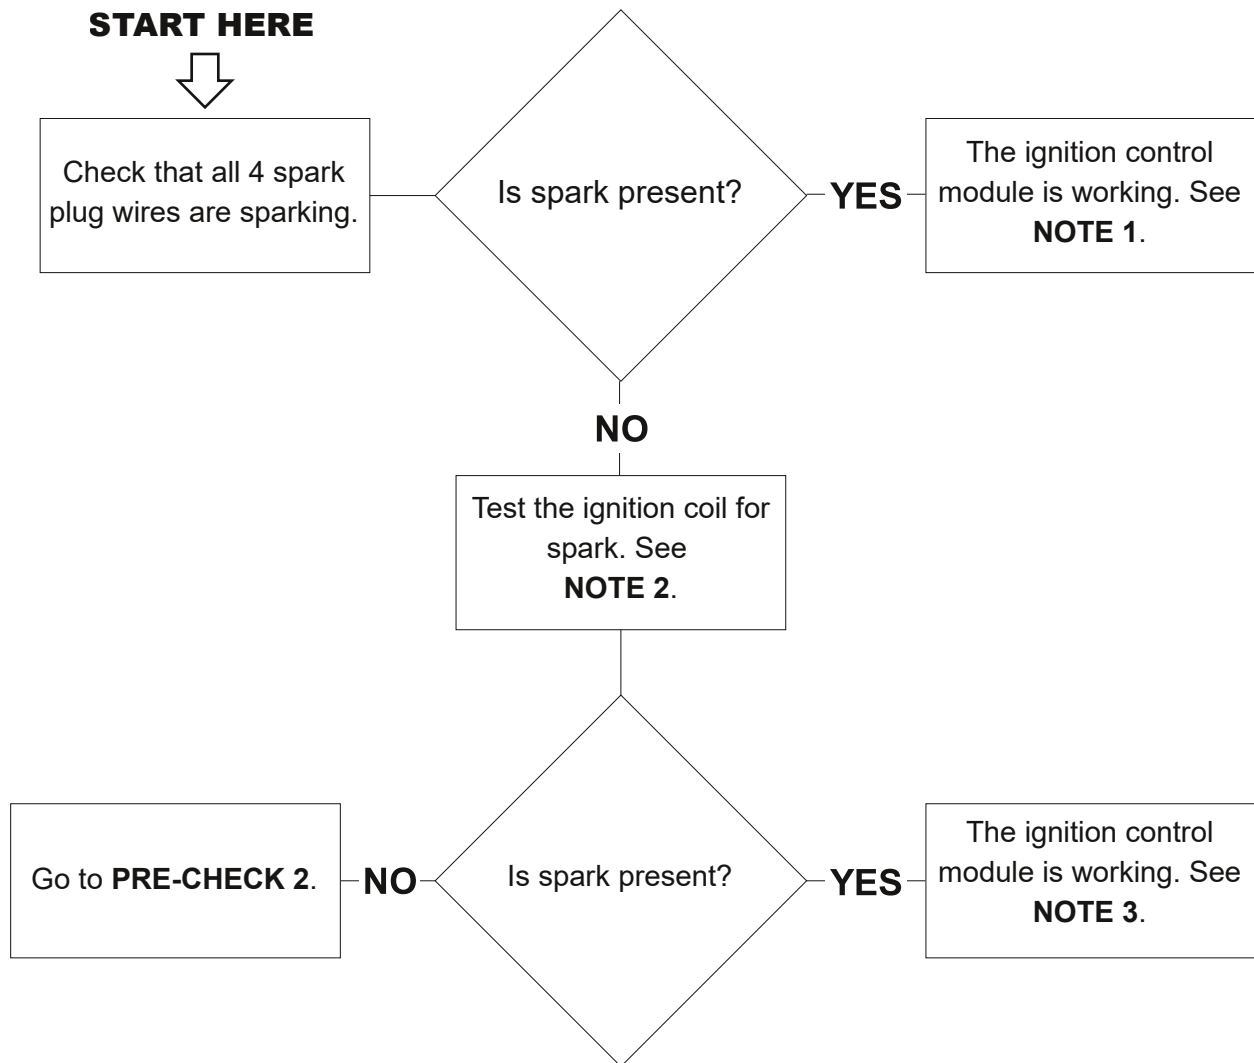 START HERE
Check that all 4 spark
plug wires are sparking.
Is spark present?
YES
The ignition control
module is working. See
NOTE 1.
NO
Test the ignition coil for
spark. See
NOTE 2.
Is spark present?
YES
The ignition control
module is working. See
NOTE 3.
NO
Go to PRE-CHECK 2.